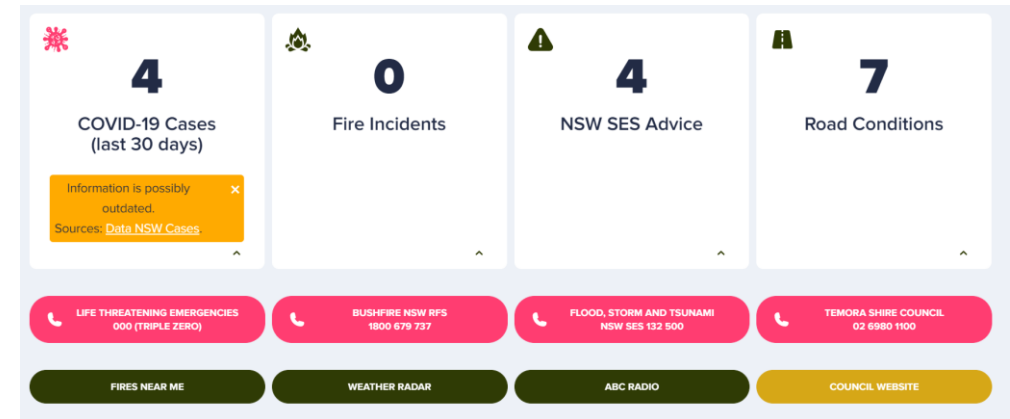 4
COVID-19 Cases
(last 30 days)
Information is possibly
outdated.
Sources: Data NSW Cases.
0
Fire Incidents
4
NSW SES Advice
7
Road Conditions
LIFE THREATENING EMERGENCIES
000 (TRIPLE ZERO)
BUSHFIRE NSW RFS
1800 679 737
FLOOD, STORM AND TSUNAMI
NSW SES 132 500
TEMORA SHIRE COUNCIL
02 6980 1100
FIRES NEAR ME
WEATHER RADAR
ABC RADIO
COUNCIL WEBSITE